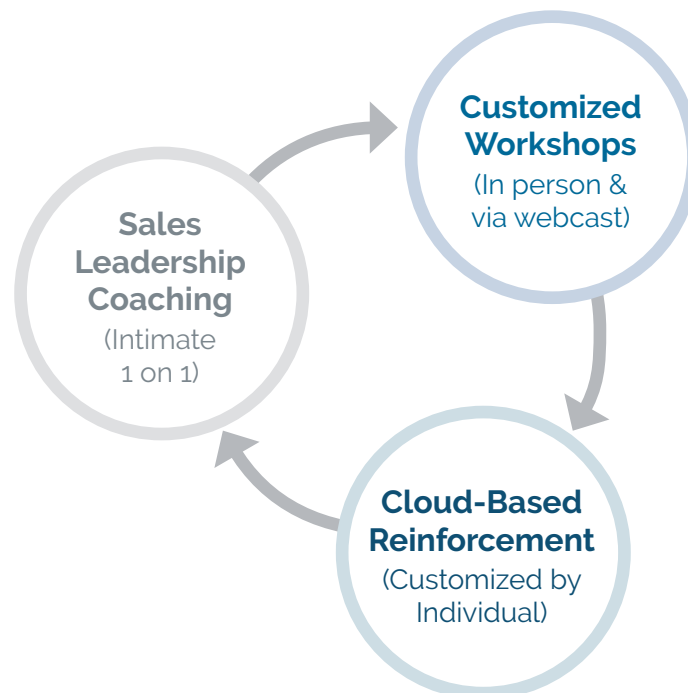 Customized
Workshops
(In person &
via webcast)
Sales
Leadership
Coaching
(Intimate
1 on 1)
Cloud-Based
Reinforcement
(Customized by
Individual)